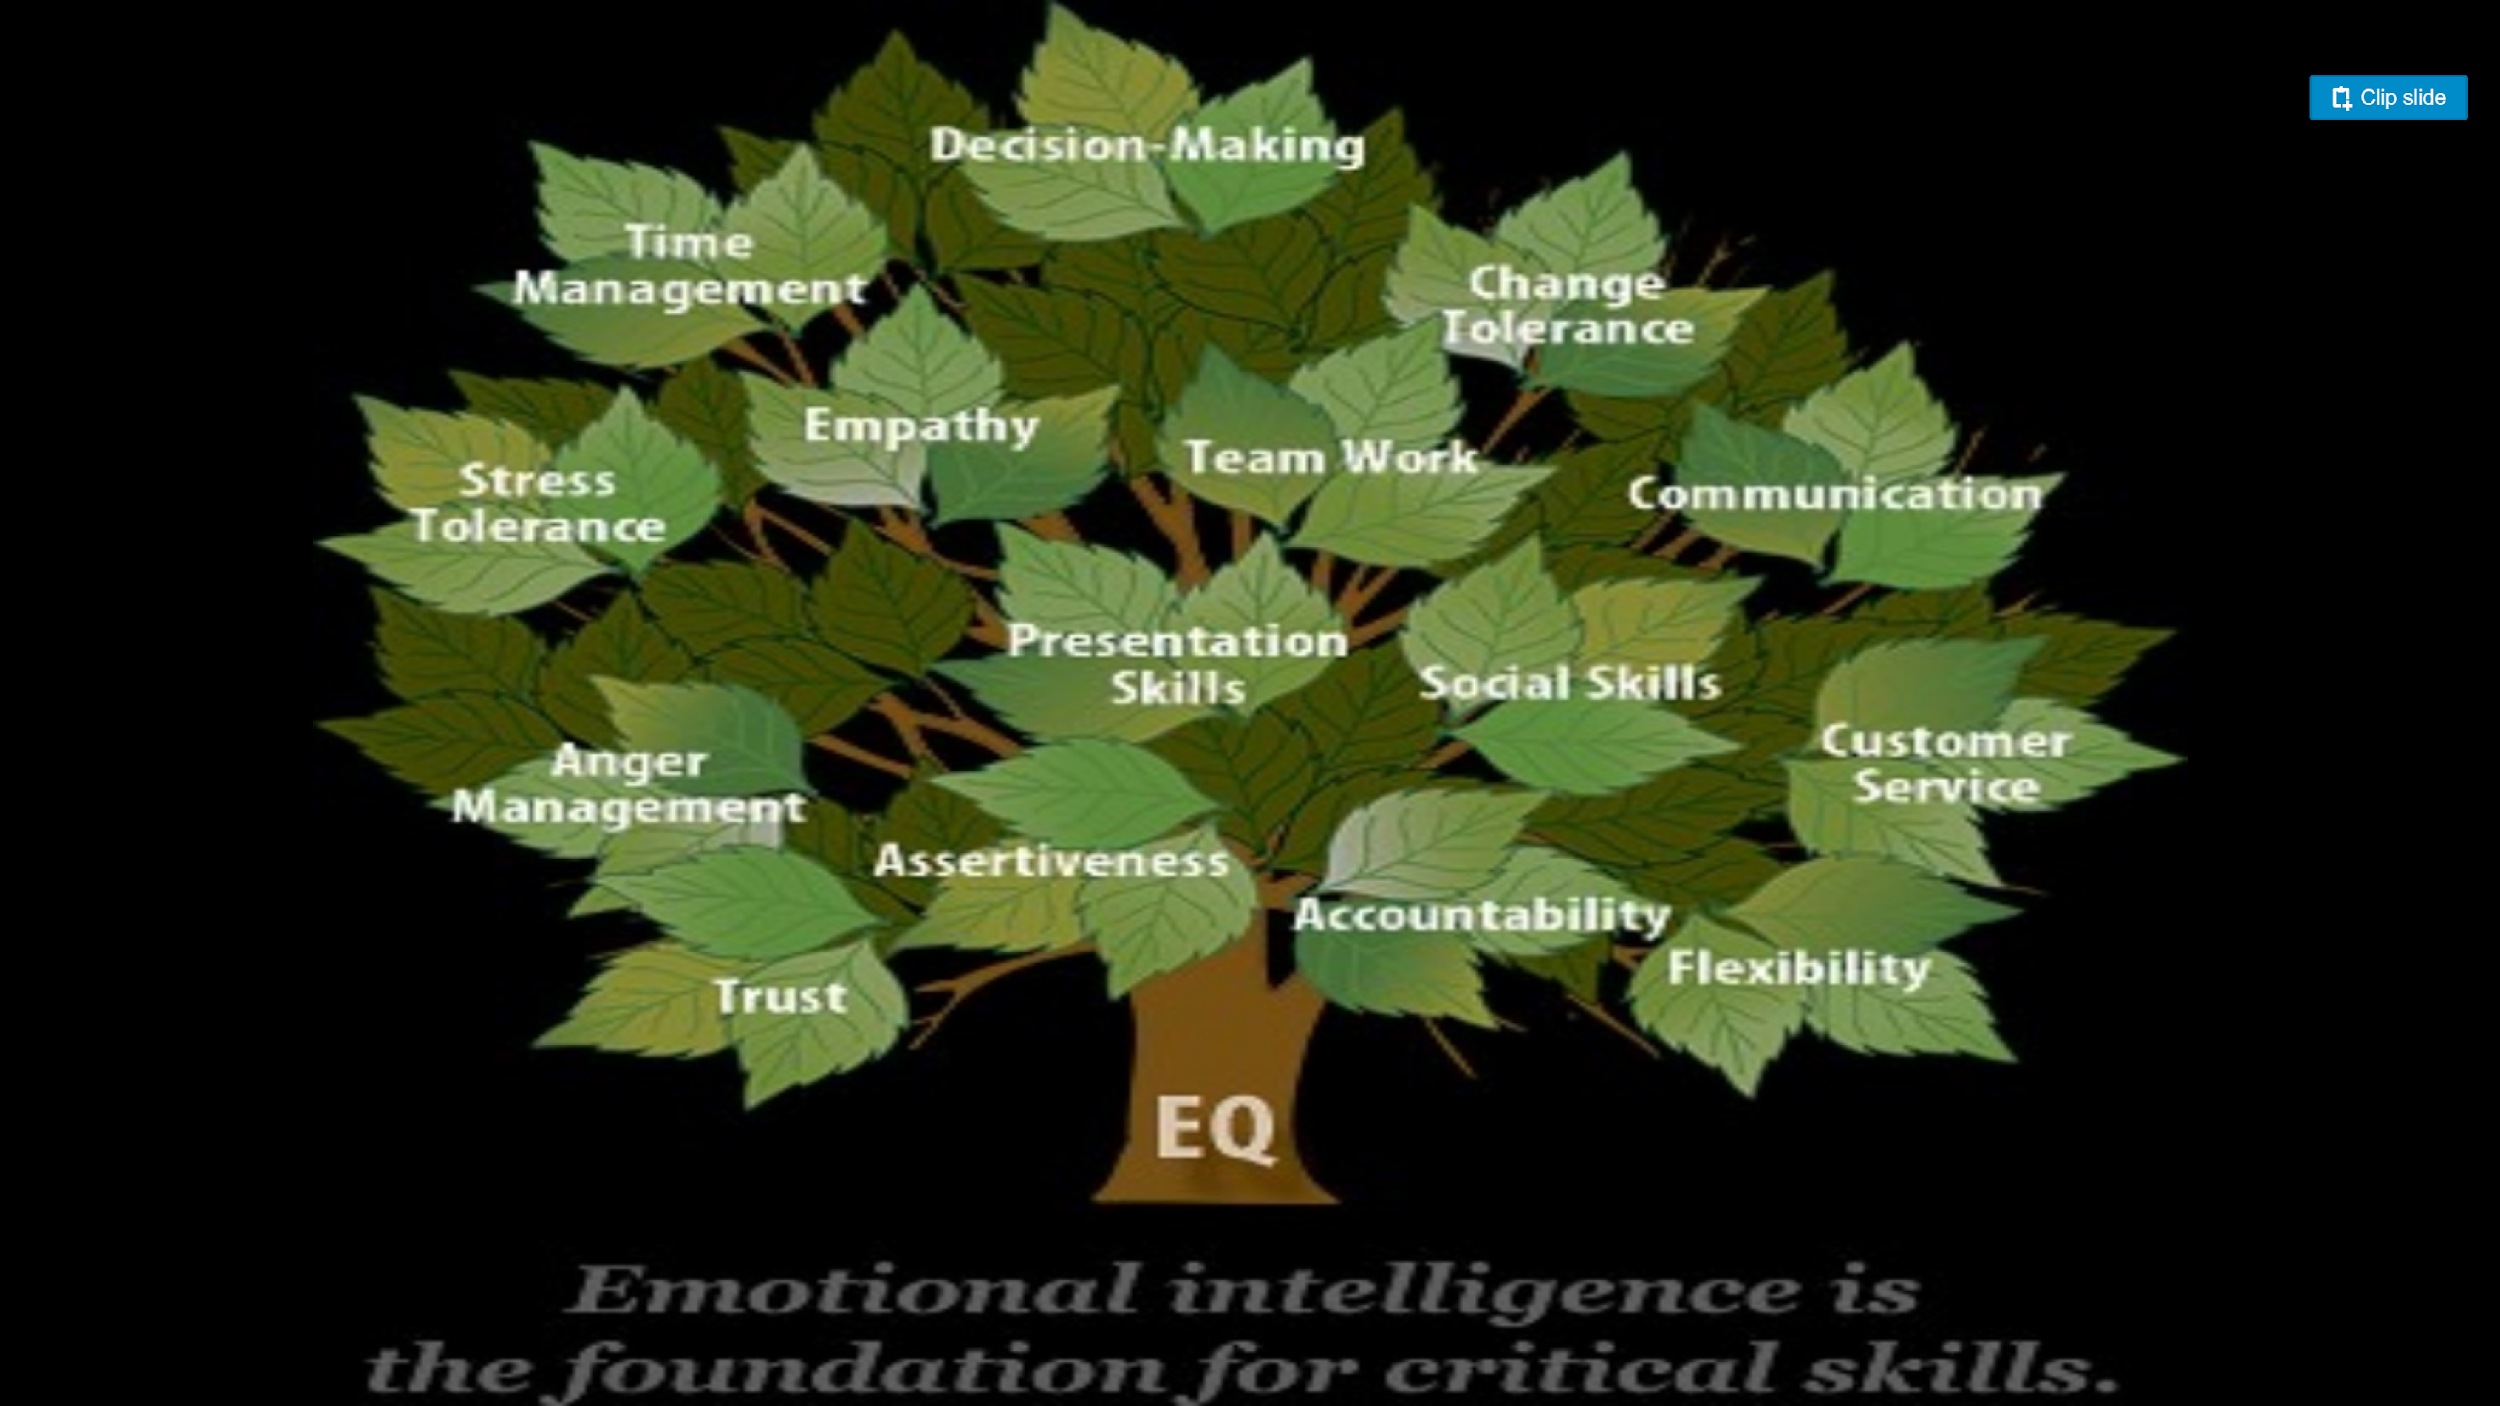 Clip slide
Decision-Making
Time
Management
Change
Tolerance
Empathy
Team Work
Stress
Tolerance
Communication
Presentation
Skills
Social Skills
Customer
Service
Anger
Management
Assertiveness
Accountability
Flexibility
Trust
EQ
Emotional intelligence is
the foundation for critical skills.